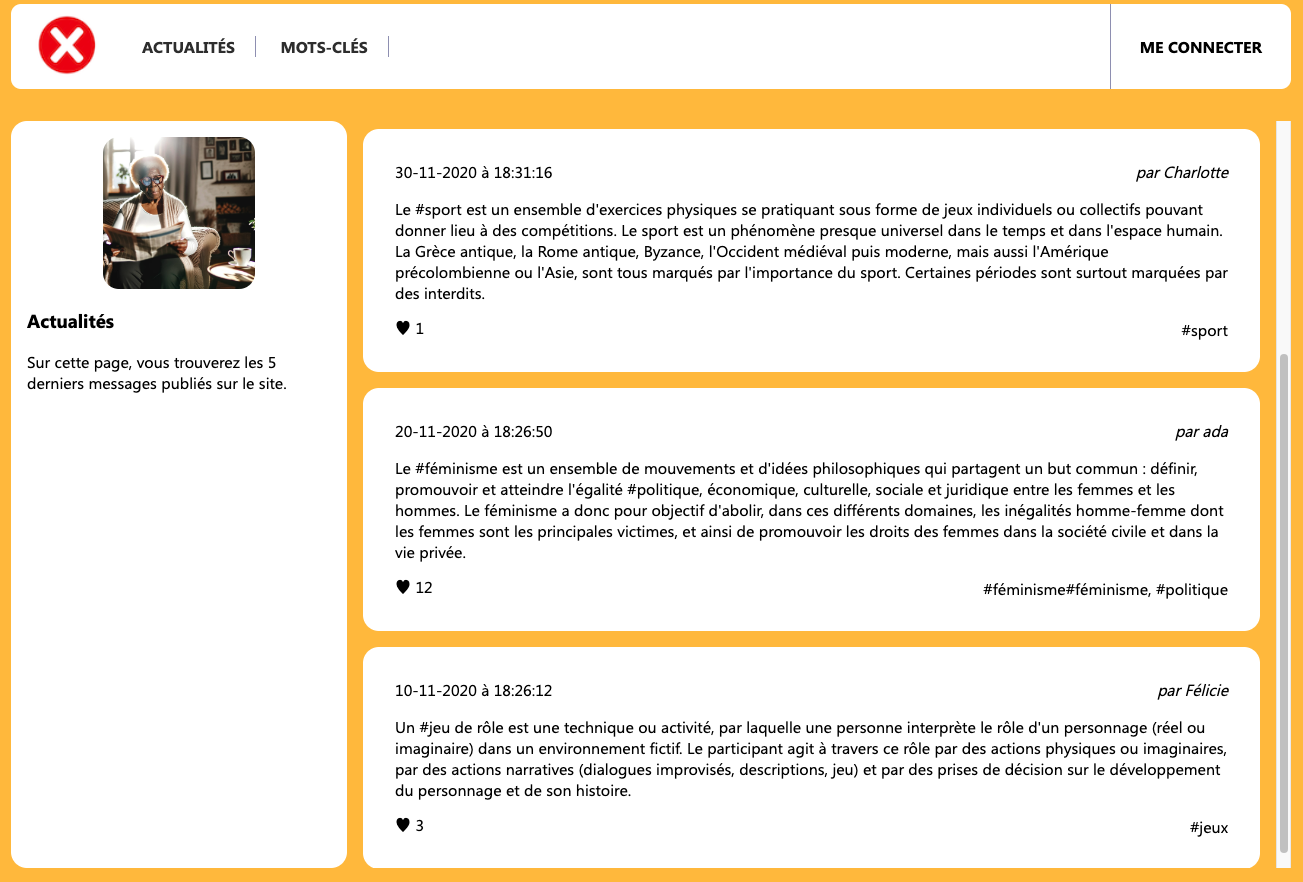 ACTUALITÉS
MOTS-CLÉS
ME CONNECTER
Actualités
Sur cette page, vous trouverez les 5
derniers messages publiés sur le site.
30-11-2020 à 18:31:16
par Charlotte
Le #sport est un ensemble d'exercices physiques se pratiquant sous forme de jeux individuels ou collectifs pouvant
donner lieu à des compétitions. Le sport est un phénomène presque universel dans le temps et dans l'espace humain.
La Grèce antique, la Rome antique, Byzance, l'Occident médiéval puis moderne, mais aussi l'Amérique
précolombienne ou l'Asie, sont tous marqués par l'importance du sport. Certaines périodes sont surtout marquées par
des interdits.
1
#sport
20-11-2020 à 18:26:50
par ada
Le #féminisme est un ensemble de mouvements et d'idées philosophiques qui partagent un but commun : définir,
promouvoir et atteindre l'égalité #politique, économique, culturelle, sociale et juridique entre les femmes et les
hommes. Le féminisme a donc pour objectif d'abolir, dans ces différents domaines, les inégalités homme-femme dont
les femmes sont les principales victimes, et ainsi de promouvoir les droits des femmes dans la société civile et dans la
vie privée.
12
#féminisme#féminisme, #politique
10-11-2020 à 18:26:12
par Félicie
Un #jeu de rôle est une technique ou activité, par laquelle une personne interprète le rôle d'un personnage (réel ou
imaginaire) dans un environnement fictif. Le participant agit à travers ce rôle par des actions physiques ou imaginaires,
par des actions narratives (dialogues improvisés, descriptions, jeu) et par des prises de décision sur le développement
du personnage et de son histoire.
3
#jeux